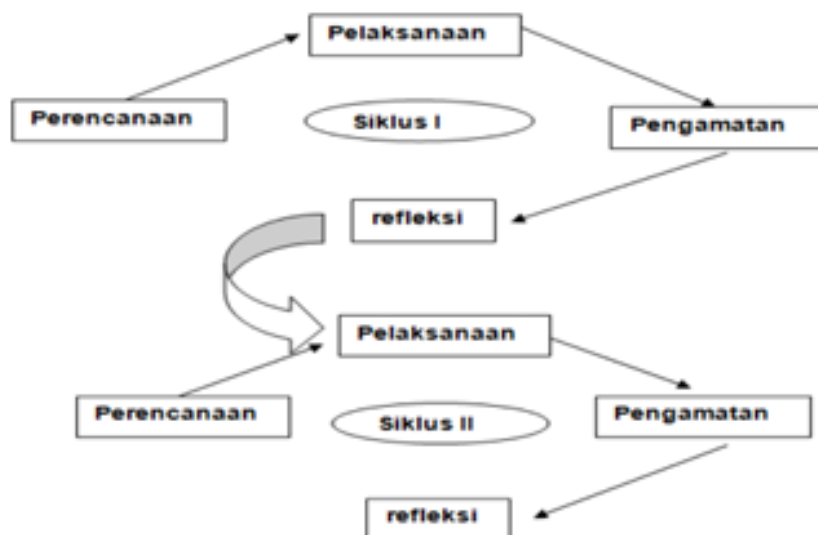 Pelaksanaan
Perencanaan
Siklus I
Pengamatan
refleksi
Pelaksanaan
Perencanaan
Siklus II
Pengamatan
refleksi